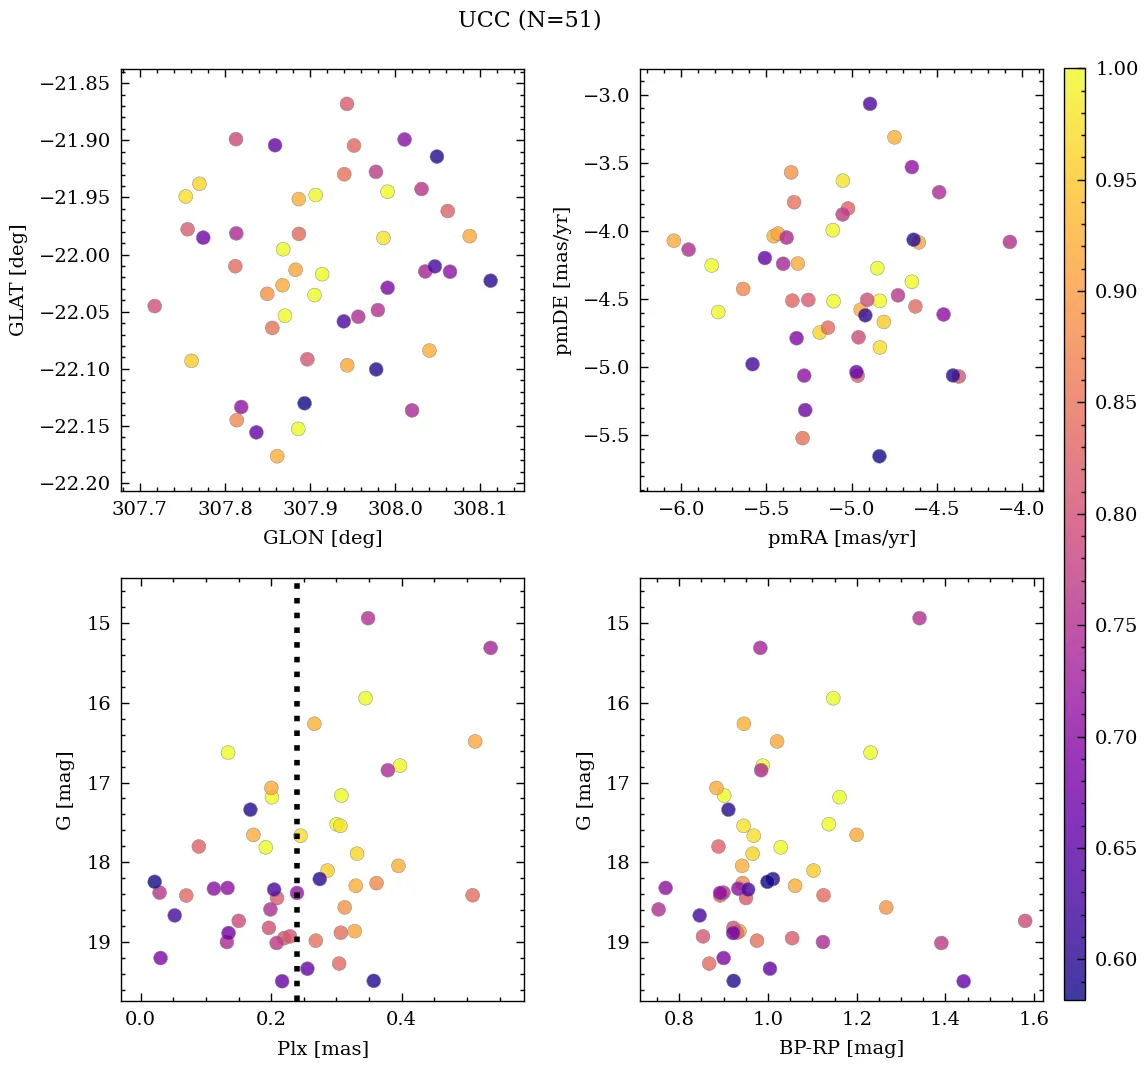 UCC (N=51)
−21.85
−21.90
−21.95
−22.00
−22.05
−22.10
−22.15
−22.20
GLAT [deg]
307.7 307.8 307.9 308.0 308.1
GLON [deg]
−3.0
−3.5
−4.0
−4.5
−5.0
−5.5
pmDE [mas/yr]
−6.0 −5.5 −5.0 −4.5 −4.0
pmRA [mas/yr]
1.00
0.95
0.90
0.85
0.80
0.75
0.70
0.65
0.60
15
16
17
18
19
G [mag]
0.0 0.2 0.4
Plx [mas]
15
16
17
18
19
G [mag]
0.8 1.0 1.2 1.4 1.6
BP-RP [mag]